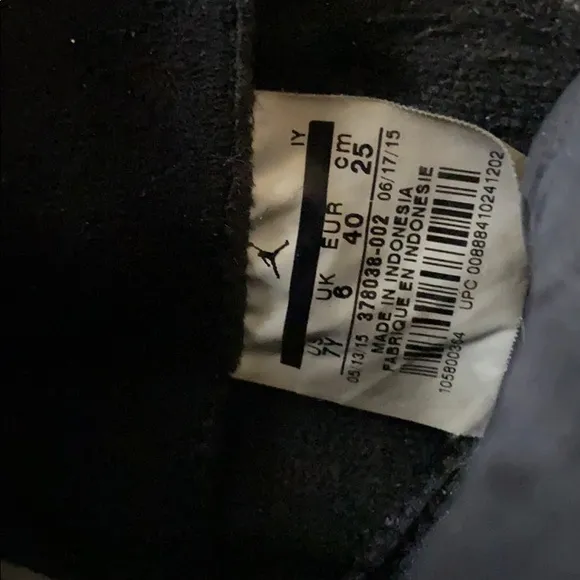 IY
US UK EUR cm
7Y 6 40 25
05/13/15 378038-002 06/17/15
MADE IN INDONESIA
FABRIQUE EN INDONESIE
105800364 UPC 00888410241202